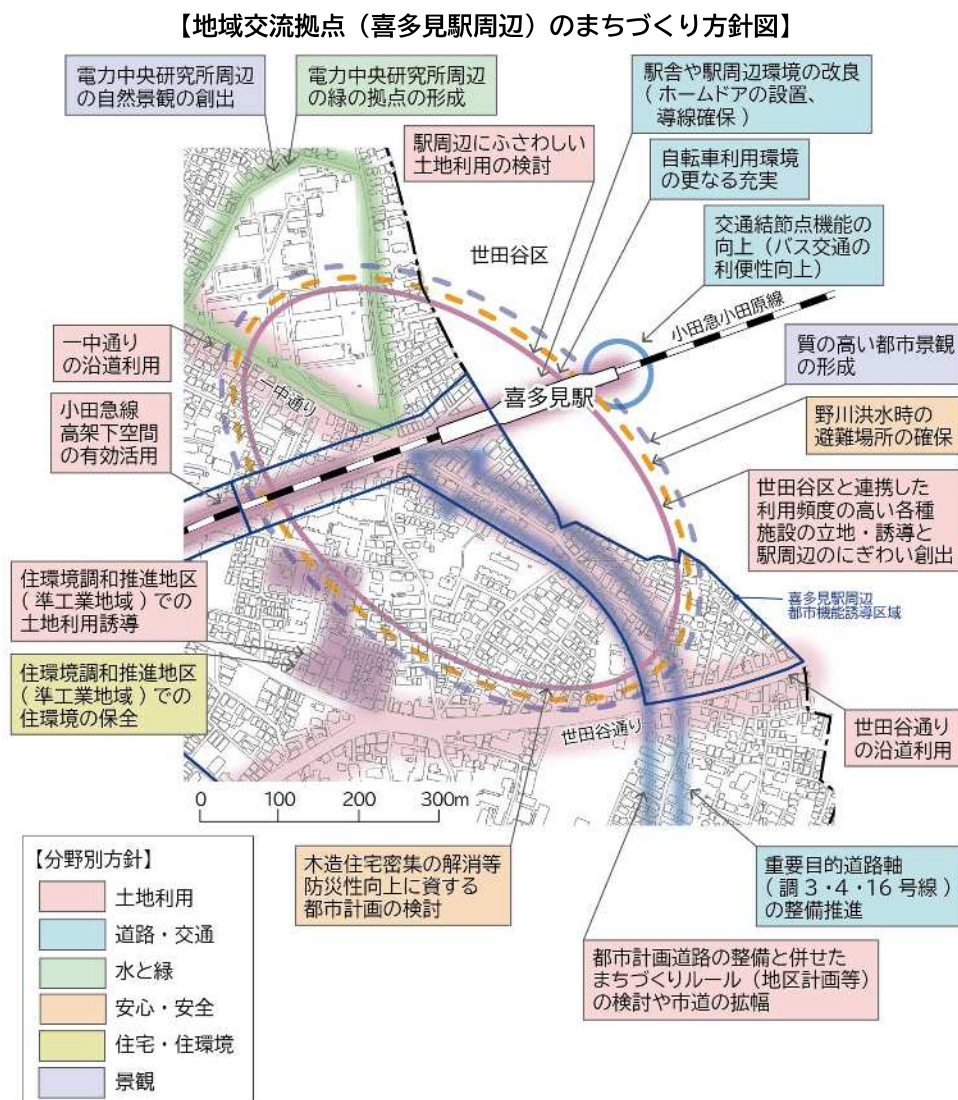 【地域交流拠点（喜多見駅周辺）のまちづくり方針図】
電力中央研究所周辺
の自然景観の創出
電力中央研究所周辺
の緑の拠点の形成
駅舎や駅周辺環境の改良
（ホームドアの設置、
導線確保）
駅周辺にふさわしい
土地利用の検討
自転車利用環境
の更なる充実
交通結節点機能の
向上（バス交通の
利便性向上）
世田谷区
小田急小田原線
一中通り
の沿道利用
一中通り
喜多見駅
質の高い都市景観
の形成
小田急線
高架下空間
の有効活用
野川洪水時の
避難場所の確保
世田谷区と連携した
利用頻度の高い各種
施設の立地・誘導と
駅周辺のにぎわい創出
住環境調和推進地区
（準工業地域）での
土地利用誘導
喜多見駅周辺
都市機能誘導区域
住環境調和推進地区
（準工業地域）での
住環境の保全
世田谷通り
世田谷通り
の沿道利用
0 100 200 300m
【分野別方針】
土地利用
道路・交通
水と緑
安心・安全
住宅・住環境
景観
木造住宅密集の解消等
防災性向上に資する
都市計画の検討
重要目的道路軸
（調3・4・16号線）
の整備推進
都市計画道路の整備と併せた
まちづくりルール（地区計画等）
の検討や市道の拡幅